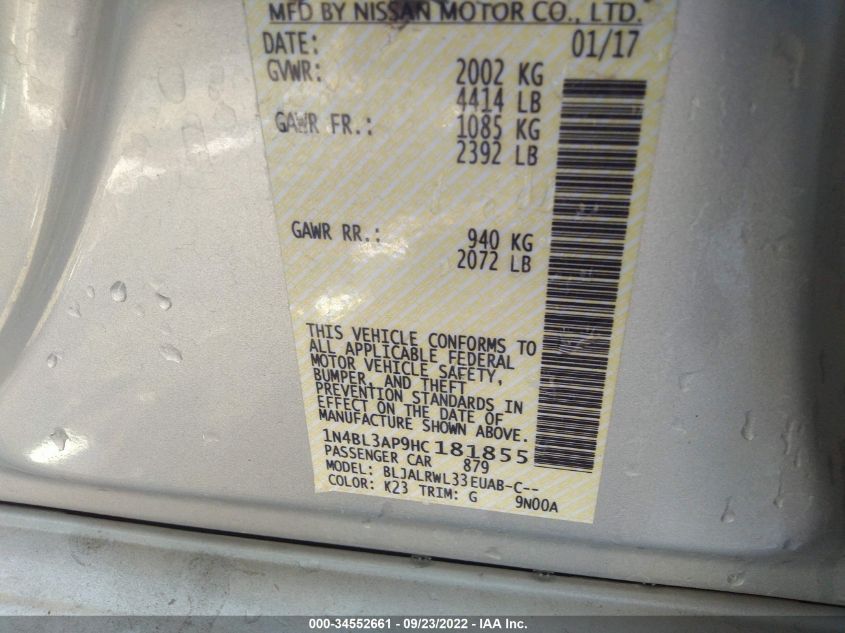 MFD BY NISSAN MOTOR CO., LTD.
DATE: 01/17
GVWR: 2002 KG
4414 LB
GAWR FR.: 1085 KG
2392 LB
GAWR RR.: 940 KG
2072 LB
THIS VEHICLE CONFORMS TO
ALL APPLICABLE FEDERAL
MOTOR VEHICLE SAFETY,
BUMPER, AND THEFT
PREVENTION STANDARDS IN
EFFECT ON THE DATE OF
MANUFACTURE SHOWN ABOVE.
1N4BL3AP9HC181855
PASSENGER CAR 879
MODEL: BLJALRWL33EUAB-C--
COLOR: K23 TRIM: G 9N00A
000-34552661 - 09/23/2022 - IAA Inc.